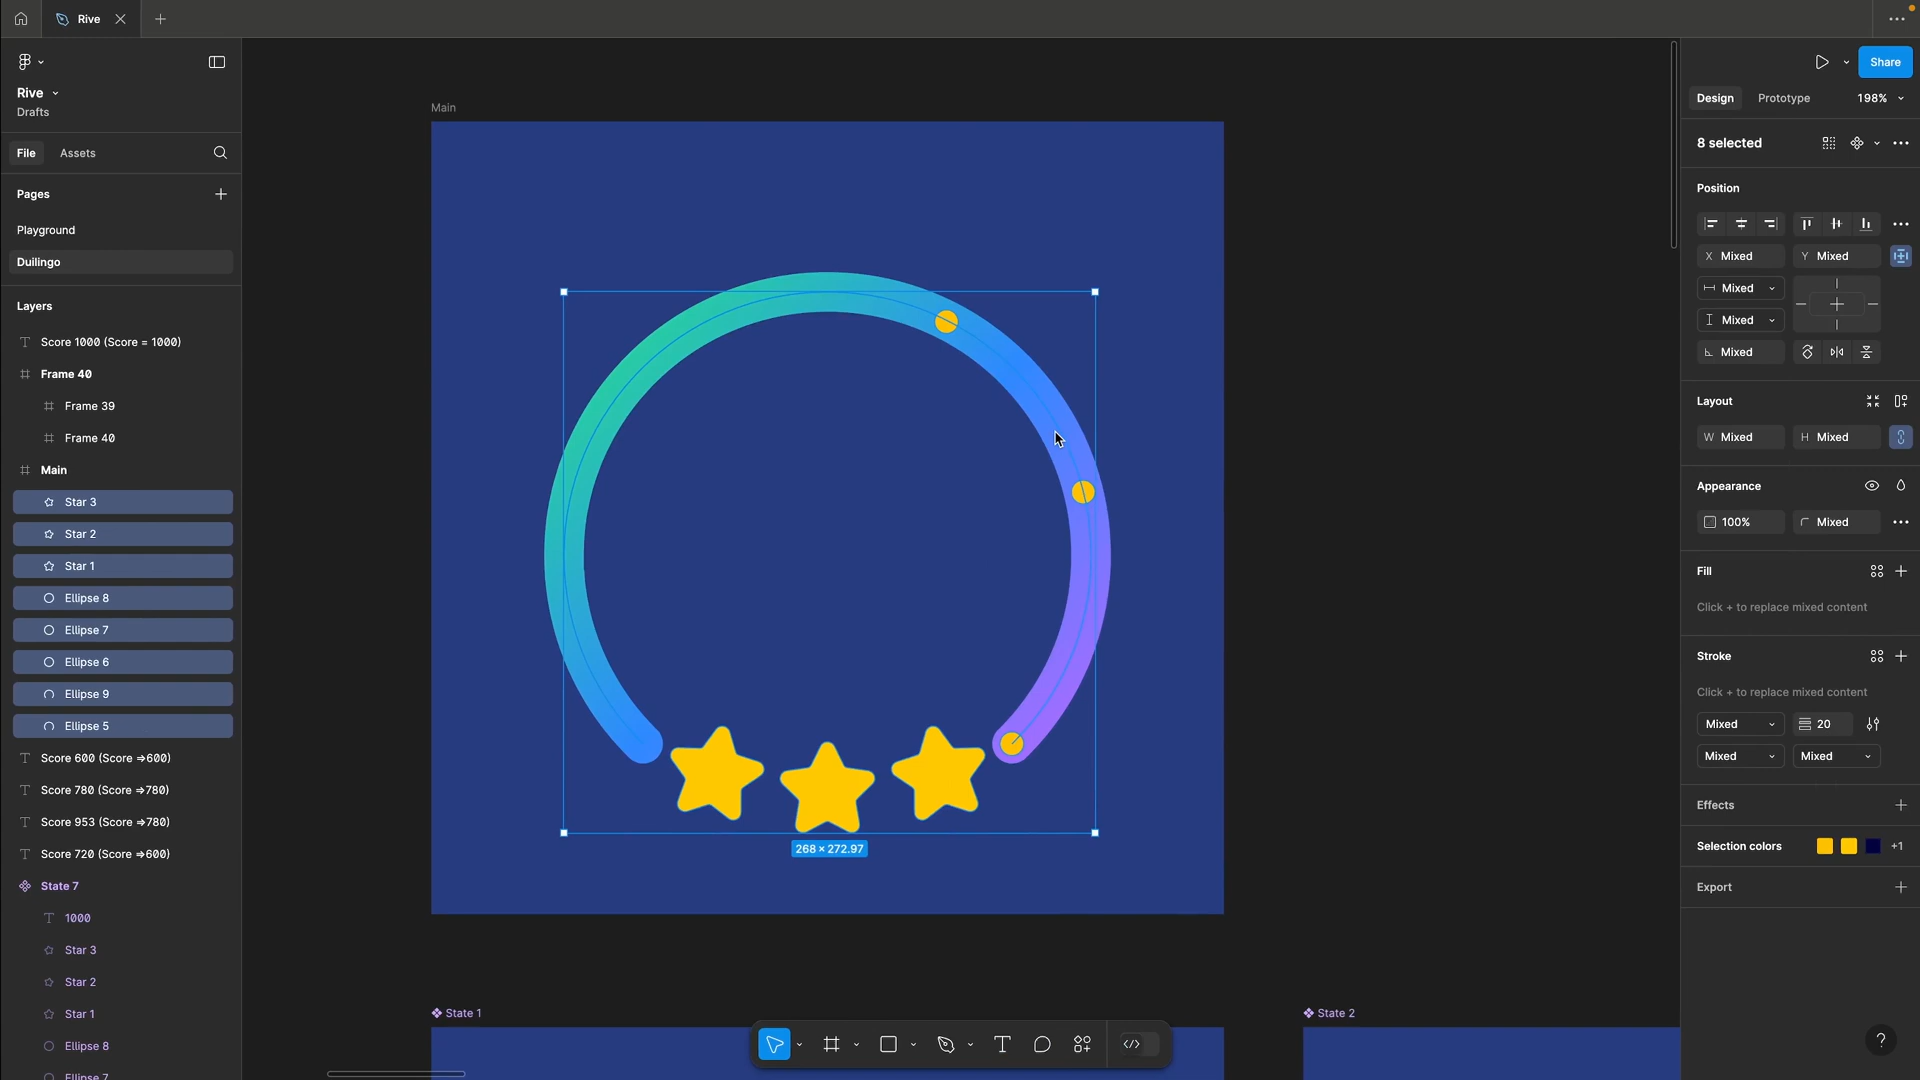 Rive
Rive
Drafts
File
Assets
Pages
Playground
Duilingo
Layers
Score 1000 (Score = 1000)
Frame 40
Frame 39
Frame 40
Main
Star 3
Star 2
Star 1
Ellipse 8
Ellipse 7
Ellipse 6
Ellipse 9
Ellipse 5
Score 600 (Score =>600)
Score 780 (Score =>780)
Score 953 (Score =>780)
Score 720 (Score =>600)
State 7
1000
Star 3
Star 2
Star 1
Ellipse 8
Ellipse 7
Main
268 × 272.97
State 1
State 2
Share
Design
Prototype
198%
8 selected
Position
X Mixed
Y Mixed
Mixed
Mixed
Mixed
Layout
W Mixed
H Mixed
Appearance
100%
Mixed
Fill
Click + to replace mixed content
Stroke
Click + to replace mixed content
Mixed
20
Mixed
Mixed
Effects
Selection colors
+1
Export
?